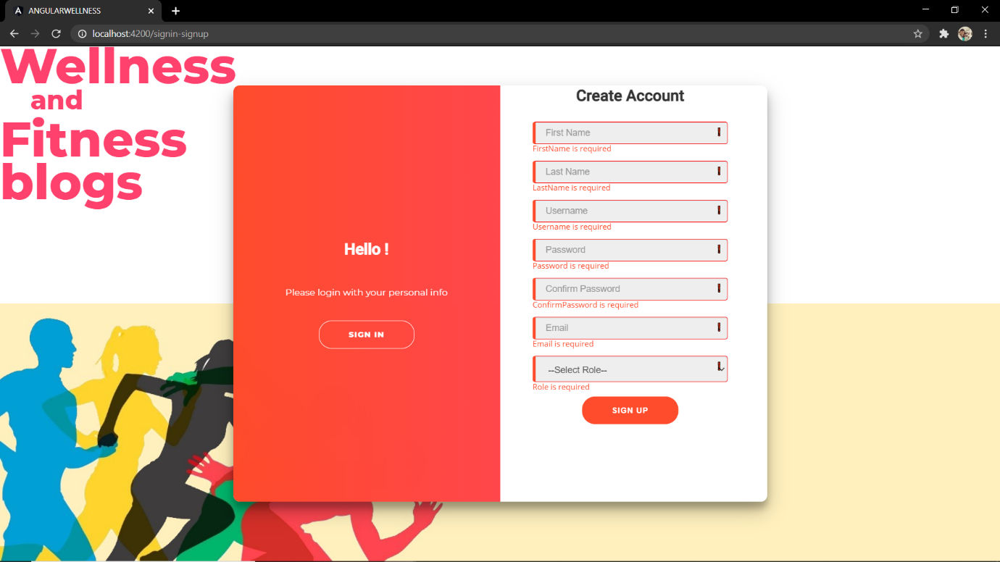 ANGULARWELLNESS
localhost:4200/signin-signup
Wellness
and
Fitness
blogs
Hello !
Please login with your personal info
SIGN IN
Create Account
First Name
FirstName is required
Last Name
LastName is required
Username
Username is required
Password
Password is required
Confirm Password
ConfirmPassword is required
Email
Email is required
--Select Role--
Role is required
SIGN UP